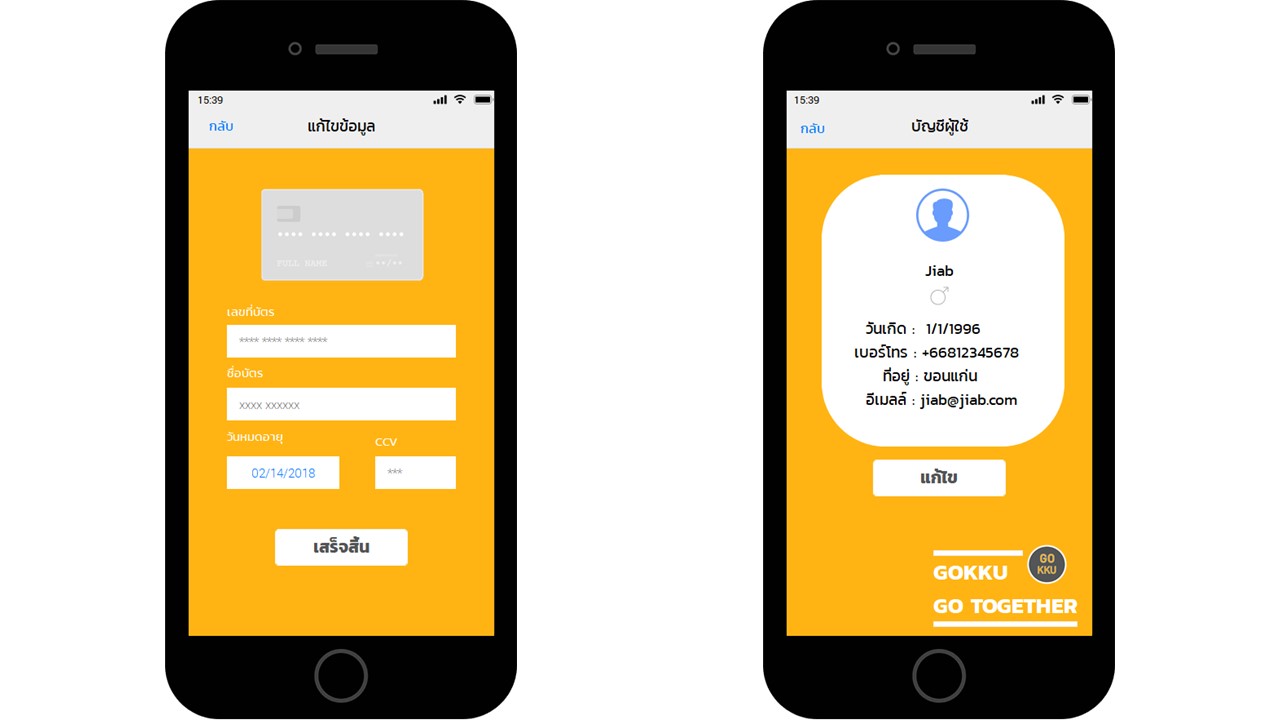 15:39
กลับ
แก้ไขข้อมูล
**** **** **** ****
FULL NAME
**/**
เลขที่บัตร
**** **** **** ****
ชื่อบัตร
xxxx xxxxxx
วันหมดอายุ
CCV
02/14/2018
***
เสร็จสิ้น
15:39
กลับ
บัญชีผู้ใช้
Jiab
วันเกิด : 1/1/1996
เบอร์โทร : +66812345678
ที่อยู่ : ขอนแก่น
อีเมลล์ : jiab@jiab.com
แก้ไข
GO
KKU
GOKKU
GO TOGETHER